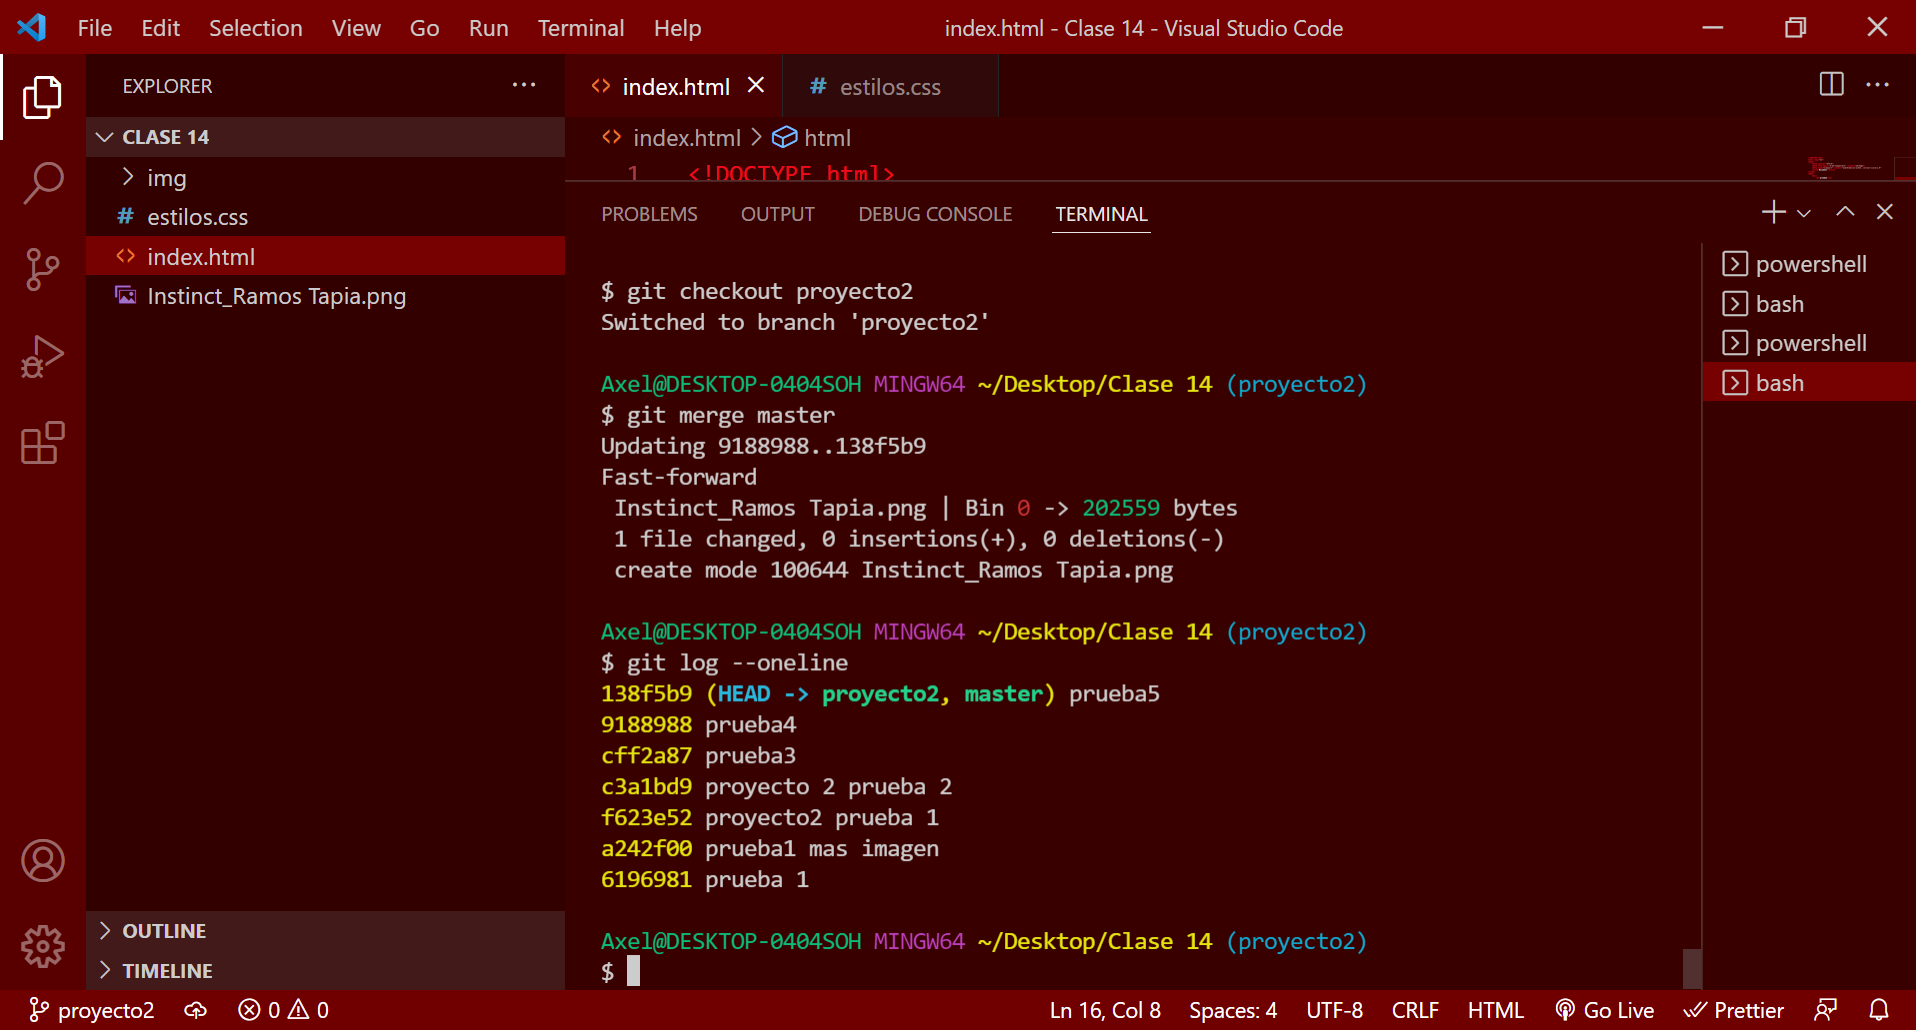 File Edit Selection View Go Run Terminal Help index.html - Clase 14 - Visual Studio Code
EXPLORER
CLASE 14
img
# estilos.css
<> index.html
Instinct_Ramos Tapia.png
OUTLINE
TIMELINE
<> index.html # estilos.css
<> index.html > html
1 <!DOCTYPE html>
PROBLEMS OUTPUT DEBUG CONSOLE TERMINAL
$ git checkout proyecto2
Switched to branch 'proyecto2'
Axel@DESKTOP-0404SOH MINGW64 ~/Desktop/Clase 14 (proyecto2)
$ git merge master
Updating 9188988..138f5b9
Fast-forward
Instinct_Ramos Tapia.png | Bin 0 -> 202559 bytes
1 file changed, 0 insertions(+), 0 deletions(-)
create mode 100644 Instinct_Ramos Tapia.png
Axel@DESKTOP-0404SOH MINGW64 ~/Desktop/Clase 14 (proyecto2)
$ git log --oneline
138f5b9 (HEAD -> proyecto2, master) prueba5
9188988 prueba4
cff2a87 prueba3
c3a1bd9 proyecto 2 prueba 2
f623e52 proyecto2 prueba 1
a242f00 prueba1 mas imagen
6196981 prueba 1
Axel@DESKTOP-0404SOH MINGW64 ~/Desktop/Clase 14 (proyecto2)
$
powershell
bash
powershell
bash
proyecto2 0 0 Ln 16, Col 8 Spaces: 4 UTF-8 CRLF HTML Go Live Prettier